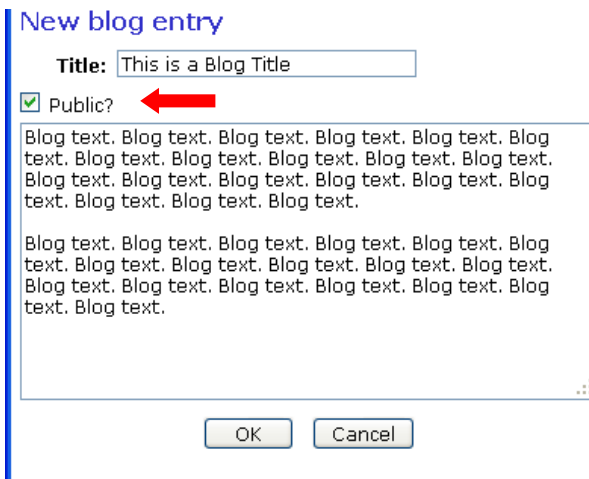 New blog entry
Title: This is a Blog Title
Public?
Blog text. Blog text. Blog text. Blog text. Blog text. Blog
text. Blog text. Blog text. Blog text. Blog text. Blog text.
Blog text. Blog text. Blog text. Blog text. Blog text. Blog
text. Blog text. Blog text. Blog text.
Blog text. Blog text. Blog text. Blog text. Blog text. Blog
text. Blog text. Blog text. Blog text. Blog text. Blog text.
Blog text. Blog text. Blog text. Blog text. Blog text. Blog
text. Blog text.
OK Cancel